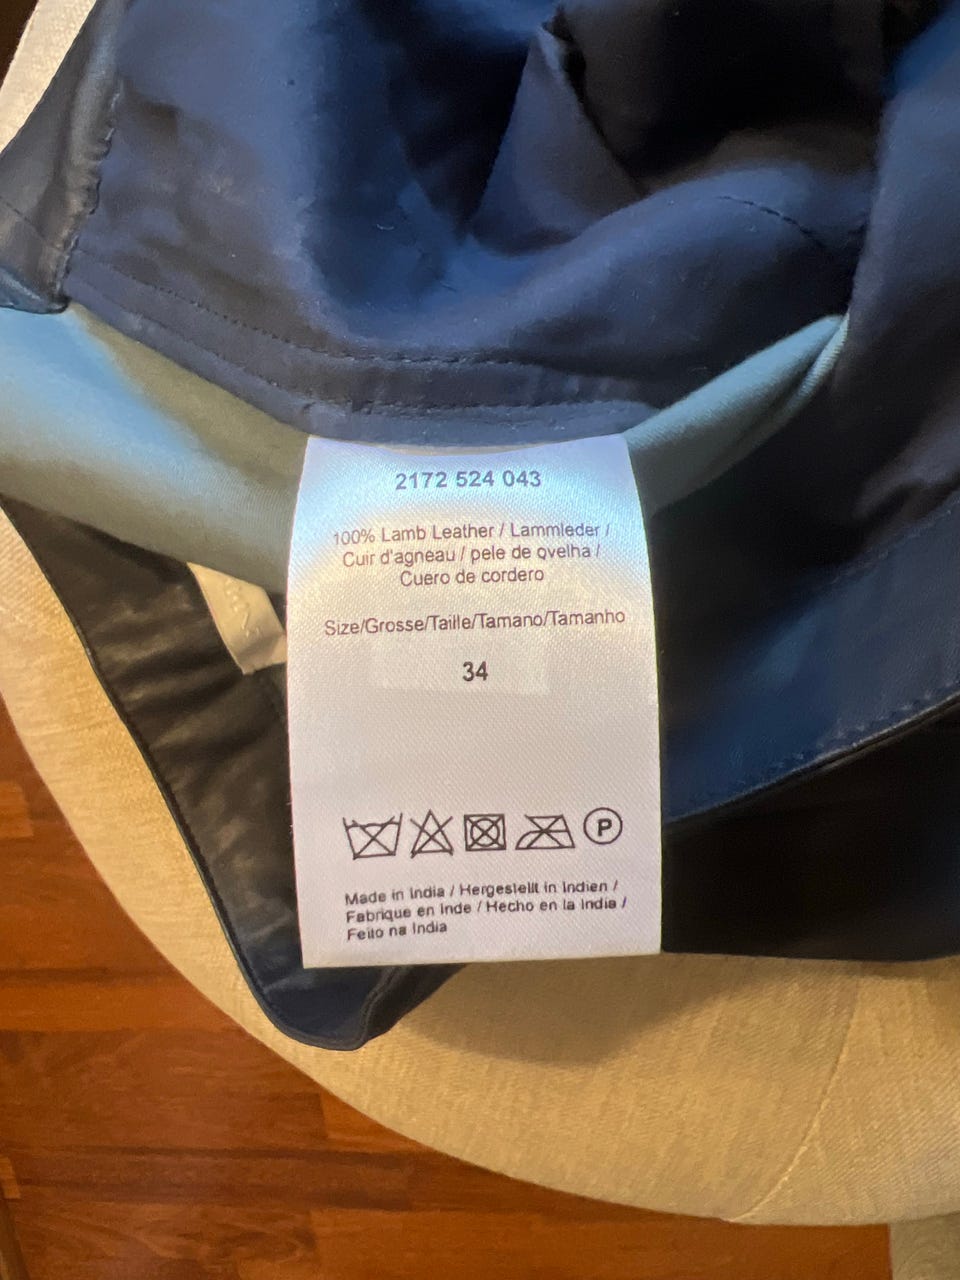 2172 524 043
100% Lamb Leather / Lammleder /
Cuir d'agneau / pele de ovelha /
Cuero de cordero
Size/Grosse/Taille/Tamano/Tamanho
34
P
Made in India / Hergestellt in Indien /
Fabrique en Inde / Hecho en la India /
Feito na India